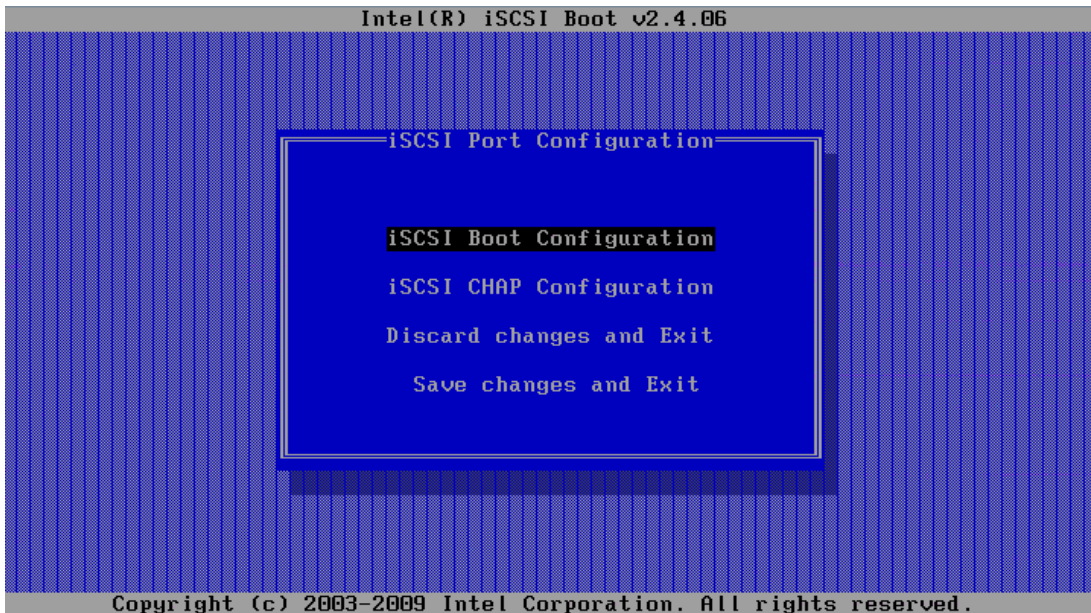 Intel(R) iSCSI Boot v2.4.06
iSCSI Port Configuration
iSCSI Boot Configuration
iSCSI CHAP Configuration
Discard changes and Exit
Save changes and Exit
Copyright (c) 2003-2009 Intel Corporation. All rights reserved.